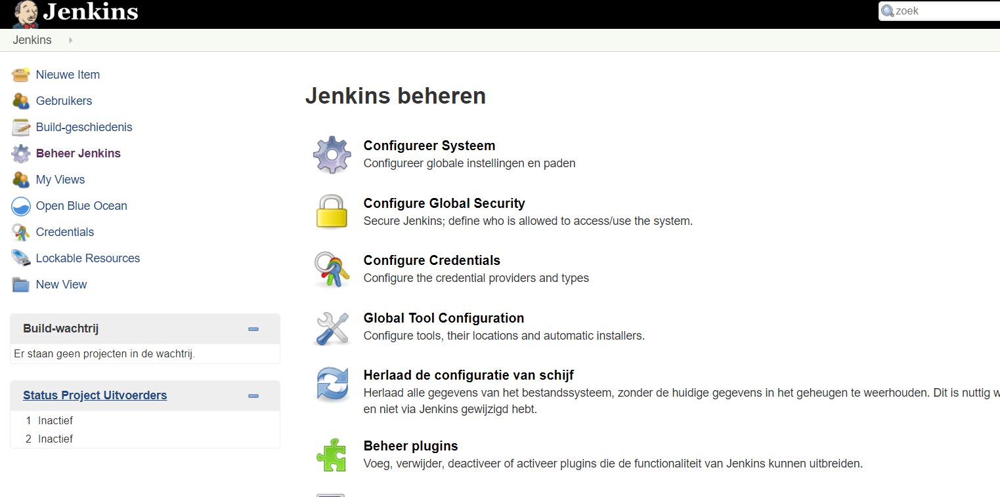 Jenkins
zoek
Jenkins
Nieuwe Item
Gebruikers
Build-geschiedenis
Beheer Jenkins
My Views
Open Blue Ocean
Credentials
Lockable Resources
New View
Build-wachtrij
Er staan geen projecten in de wachtrij.
Status Project Uitvoerders
1 Inactief
2 Inactief
Jenkins beheren
Configureer Systeem
Configureer globale instellingen en paden
Configure Global Security
Secure Jenkins; define who is allowed to access/use the system.
Configure Credentials
Configure the credential providers and types
Global Tool Configuration
Configure tools, their locations and automatic installers.
Herlaad de configuratie van schijf
Herlaad alle gegevens van het bestandssysteem, zonder de huidige gegevens in het geheugen te weerhouden. Dit is nuttig
en niet via Jenkins gewijzigd hebt.
Beheer plugins
Voeg, verwijder, deactiveer of activeer plugins die de functionaliteit van Jenkins kunnen uitbreiden.